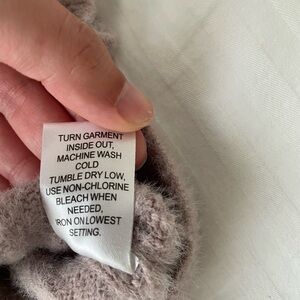 TURN GARMENT
INSIDE OUT,
MACHINE WASH
COLD
TUMBLE DRY LOW,
USE NON-CHLORINE
BLEACH WHEN
NEEDED,
IRON ON LOWEST
SETTING.